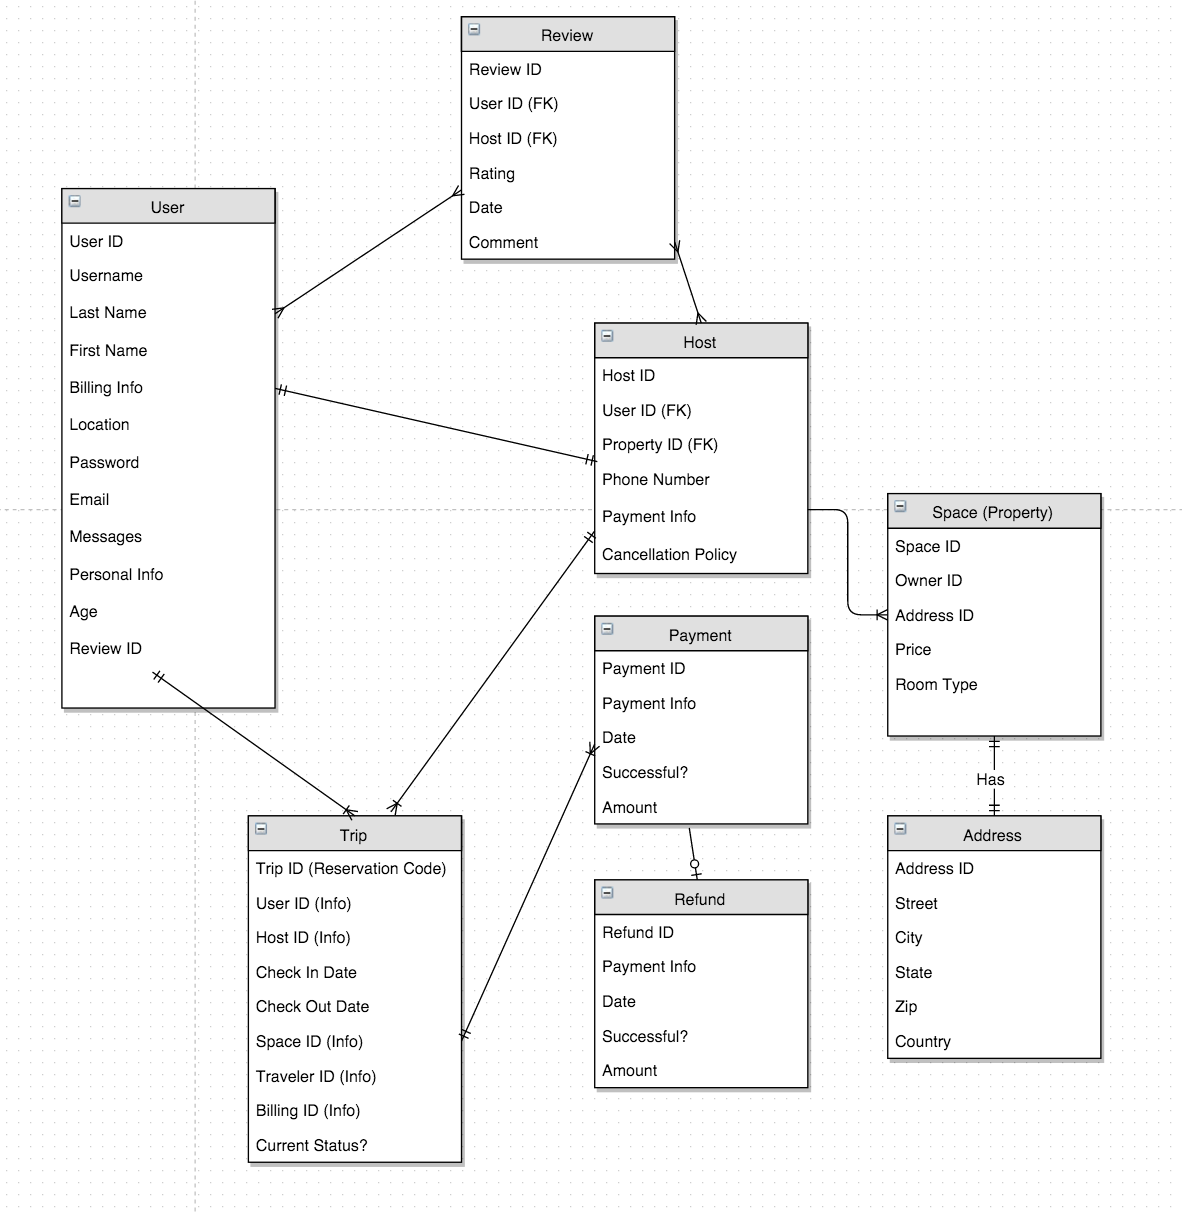 Review
Review ID
User ID (FK)
Host ID (FK)
Rating
Date
Comment
User
User ID
Username
Last Name
First Name
Billing Info
Location
Password
Email
Messages
Personal Info
Age
Review ID
Host
Host ID
User ID (FK)
Property ID (FK)
Phone Number
Payment Info
Cancellation Policy
Space (Property)
Space ID
Owner ID
Address ID
Price
Room Type
Has
Payment
Payment ID
Payment Info
Date
Successful?
Amount
Trip
Trip ID (Reservation Code)
User ID (Info)
Host ID (Info)
Check In Date
Check Out Date
Space ID (Info)
Traveler ID (Info)
Billing ID (Info)
Current Status?
Refund
Refund ID
Payment Info
Date
Successful?
Amount
Address
Address ID
Street
City
State
Zip
Country